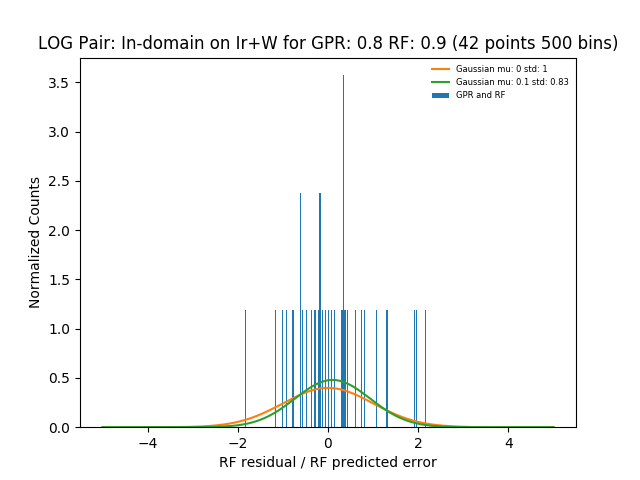 LOG Pair: In-domain on Ir+W for GPR: 0.8 RF: 0.9 (42 points 500 bins)
Gaussian mu: 0 std: 1
Gaussian mu: 0.1 std: 0.83
GPR and RF
Normalized Counts
3.5
3.0
2.5
2.0
1.5
1.0
0.5
0.0
−4
−2
0
2
4
RF residual / RF predicted error